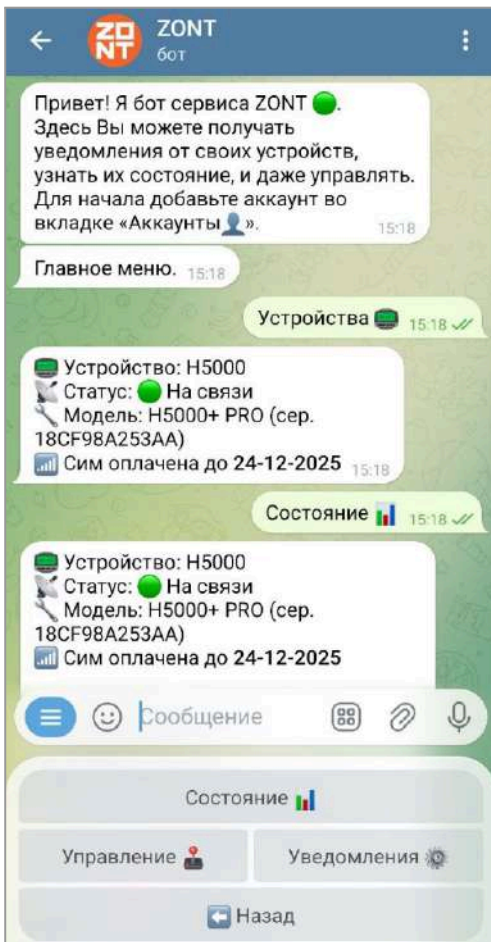 ZONT
ZONT
бот
Привет! Я бот сервиса ZONT 🟢.
Здесь Вы можете получать
уведомления от своих устройств,
узнать их состояние, и даже управлять.
Для начала добавьте аккаунт во
вкладке «Аккаунты👤».
15:18
Главное меню. 15:18
Устройства 15:18
Устройство: H5000
Статус: 🟢 На связи
Модель: H5000+ PRO (сер.
18CF98A253AA)
Сим оплачена до 24-12-2025 15:18
Состояние 📊 15:18
Устройство: H5000
Статус: 🟢 На связи
Модель: H5000+ PRO (сер.
18CF98A253AA)
Сим оплачена до 24-12-2025
Сообщение
Состояние 📊
Управление 🕹
Уведомления ⚙
Назад